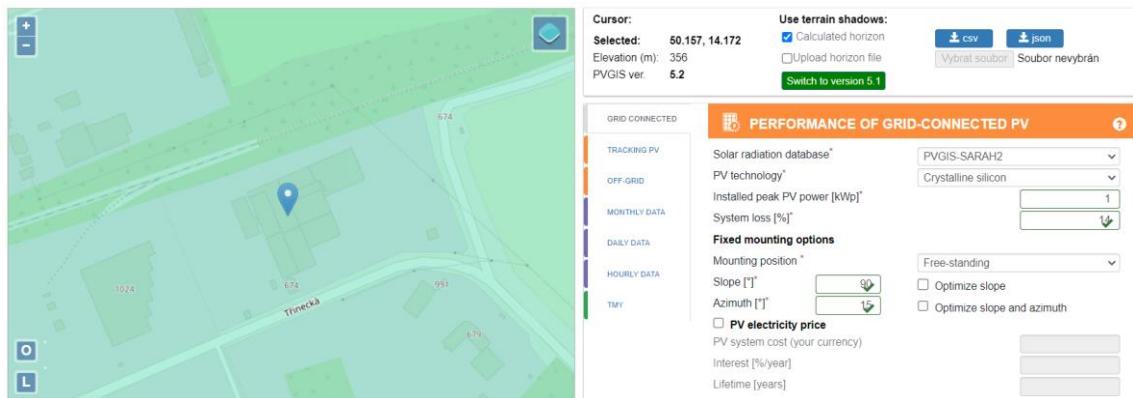 +
−
674
1024
674
991
679
Třinecká
O
L
Cursor:
Selected: 50.157, 14.172
Elevation (m): 356
PVGIS ver. 5.2
Use terrain shadows:
Calculated horizon
Upload horizon file
Switch to version 5.1
csv
json
Vybrat soubor Soubor nevybrán
GRID CONNECTED
TRACKING PV
OFF-GRID
MONTHLY DATA
DAILY DATA
HOURLY DATA
TMY
PERFORMANCE OF GRID-CONNECTED PV ?
Solar radiation database* PVGIS-SARAH2
PV technology* Crystalline silicon
Installed peak PV power [kWp]* 1
System loss [%]* 14
Fixed mounting options
Mounting position * Free-standing
Slope [°]* 90 Optimize slope
Azimuth [°]* 15 Optimize slope and azimuth
PV electricity price
PV system cost (your currency)
Interest [%/year]
Lifetime [years]